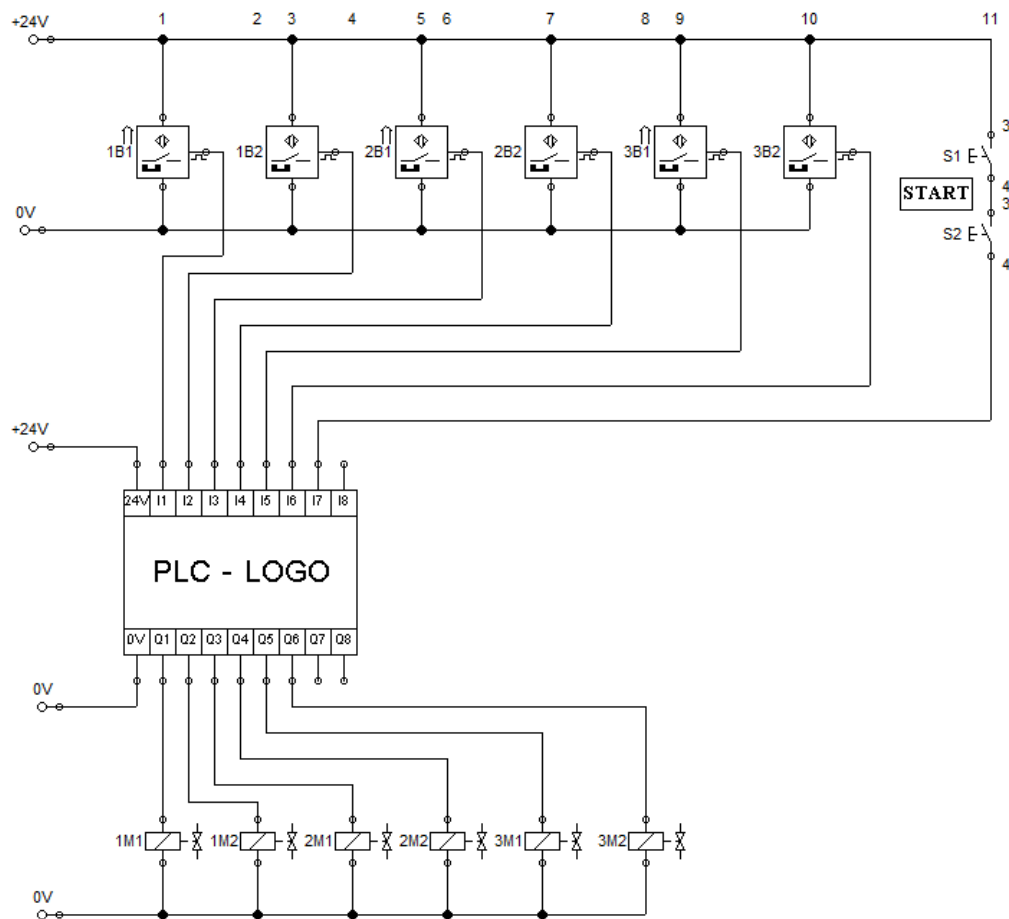 +24V 1 2 3 4 5 6 7 8 9 10 11
3
1B1 1B2 2B1 2B2 3B1 3B2 S1
4
START
3
0V
S2
4
+24V
24V I1 I2 I3 I4 I5 I6 I7 I8
PLC - LOGO
0V Q1 Q2 Q3 Q4 Q5 Q6 Q7 Q8
0V
1M1 1M2 2M1 2M2 3M1 3M2
0V